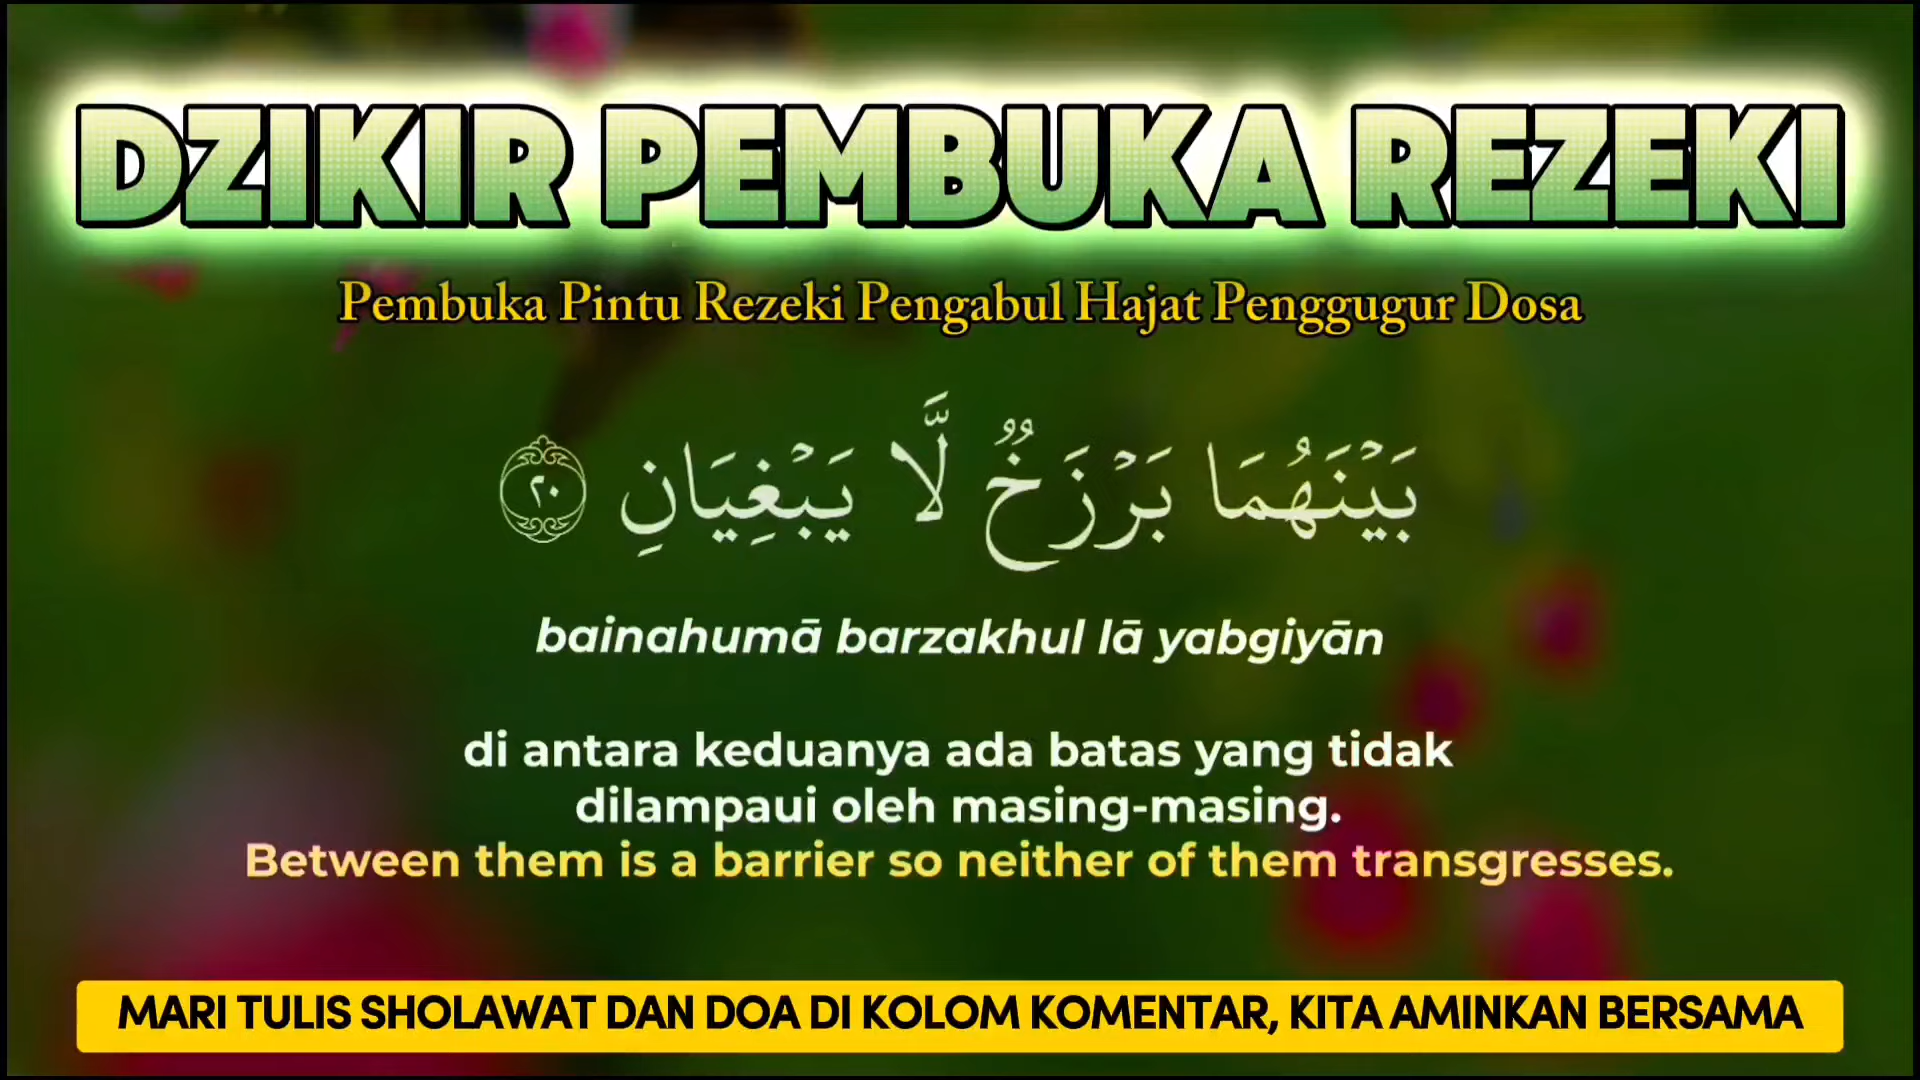 DZIKIR PEMBUKA REZEKI
Pembuka Pintu Rezeki Pengabul Hajat Penggugur Dosa
بَيْنَهُمَا بَرْزَخٌ لَّا يَبْغِيَانِ ٢٠
bainahumā barzakhul lā yabgiyān
di antara keduanya ada batas yang tidak
dilampaui oleh masing-masing.
Between them is a barrier so neither of them transgresses.
MARI TULIS SHOLAWAT DAN DOA DI KOLOM KOMENTAR, KITA AMINKAN BERSAMA